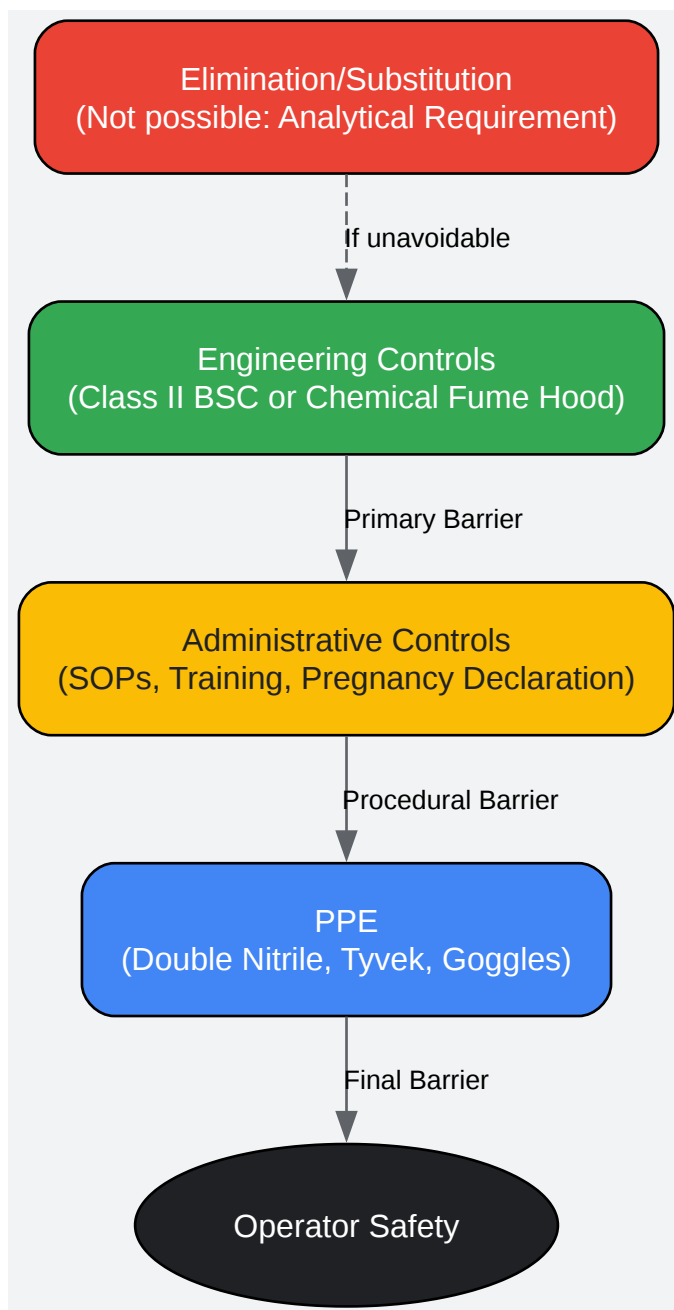 Elimination/Substitution
(Not possible: Analytical Requirement)
If unavoidable
Engineering Controls
(Class II BSC or Chemical Fume Hood)
Primary Barrier
Administrative Controls
(SOPs, Training, Pregnancy Declaration)
Procedural Barrier
PPE
(Double Nitrile, Tyvek, Goggles)
Final Barrier
Operator Safety